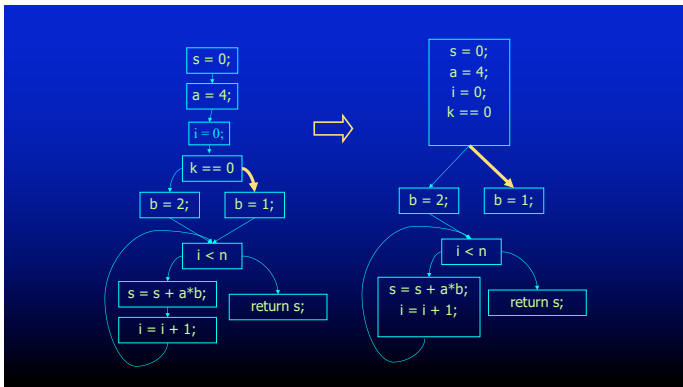 s = 0;
a = 4;
i = 0;
k == 0
b = 2;
b = 1;
i < n
s = s + a*b;
return s;
i = i + 1;
s = 0;
a = 4;
i = 0;
k == 0
b = 2;
b = 1;
i < n
s = s + a*b;
i = i + 1;
return s;